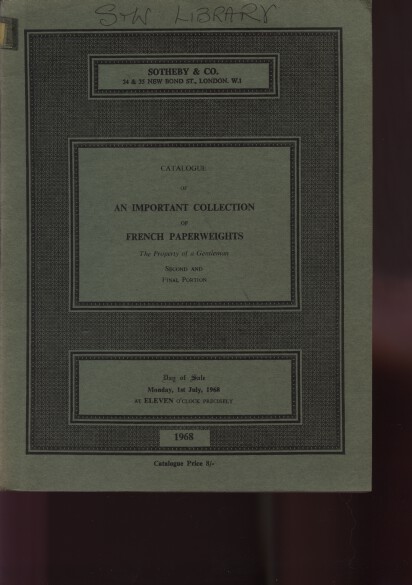 S&W LIBRARY
SOTHEBY & CO.
34 & 35 NEW BOND ST., LONDON. W.1
CATALOGUE
OF
AN IMPORTANT COLLECTION
OF
FRENCH PAPERWEIGHTS
The Property of a Gentleman
SECOND AND
FINAL PORTION
Day of Sale
Monday, 1st July, 1968
AT ELEVEN O'CLOCK PRECISELY
1968
Catalogue Price 8/-